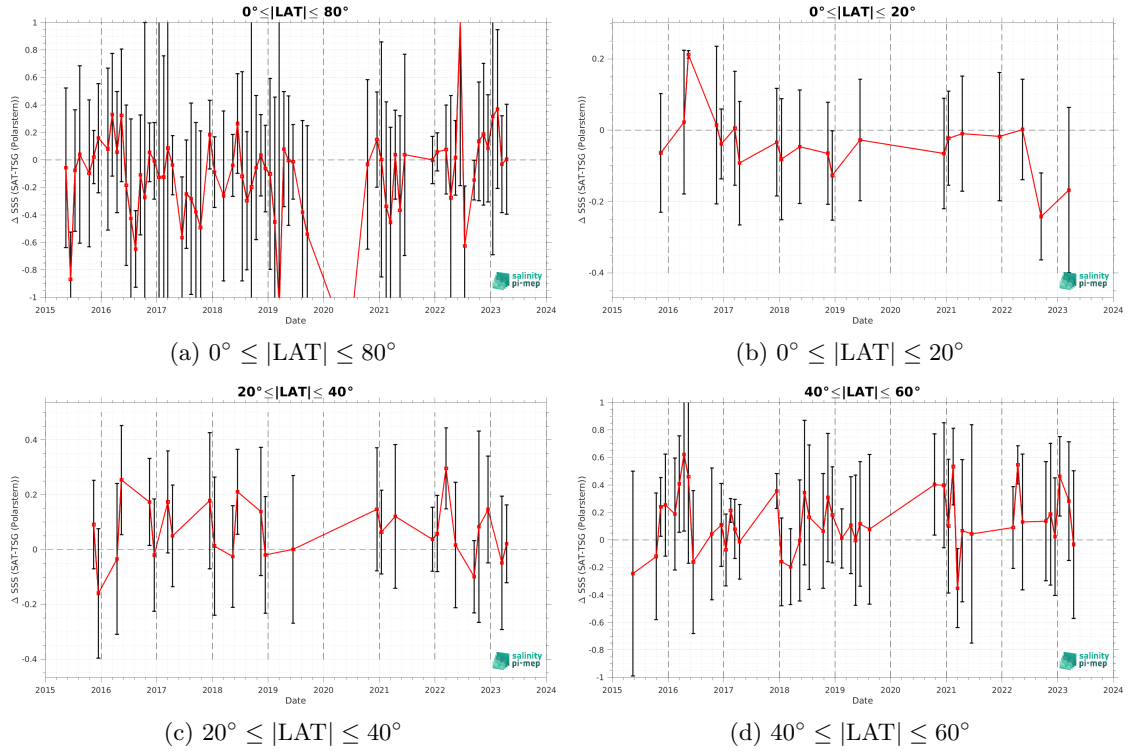 0°≤|LAT|≤ 80°
Δ SSS (SAT-TSG (Polarstern))
1
0.8
0.6
0.4
0.2
0
-0.2
-0.4
-0.6
-0.8
-1
2015 2016 2017 2018 2019 2020 2021 2022 2023 2024
Date
salinity
pi-mep
(a) 0° ≤ |LAT| ≤ 80°
0°≤|LAT|≤ 20°
Δ SSS (SAT-TSG (Polarstern))
0.2
0
-0.2
-0.4
2015 2016 2017 2018 2019 2020 2021 2022 2023 2024
Date
salinity
pi-mep
(b) 0° ≤ |LAT| ≤ 20°
20°≤|LAT|≤ 40°
Δ SSS (SAT-TSG (Polarstern))
0.4
0.2
0
-0.2
-0.4
2015 2016 2017 2018 2019 2020 2021 2022 2023 2024
Date
salinity
pi-mep
(c) 20° ≤ |LAT| ≤ 40°
40°≤|LAT|≤ 60°
Δ SSS (SAT-TSG (Polarstern))
1
0.8
0.6
0.4
0.2
0
-0.2
-0.4
-0.6
-0.8
-1
2015 2016 2017 2018 2019 2020 2021 2022 2023 2024
Date
salinity
pi-mep
(d) 40° ≤ |LAT| ≤ 60°